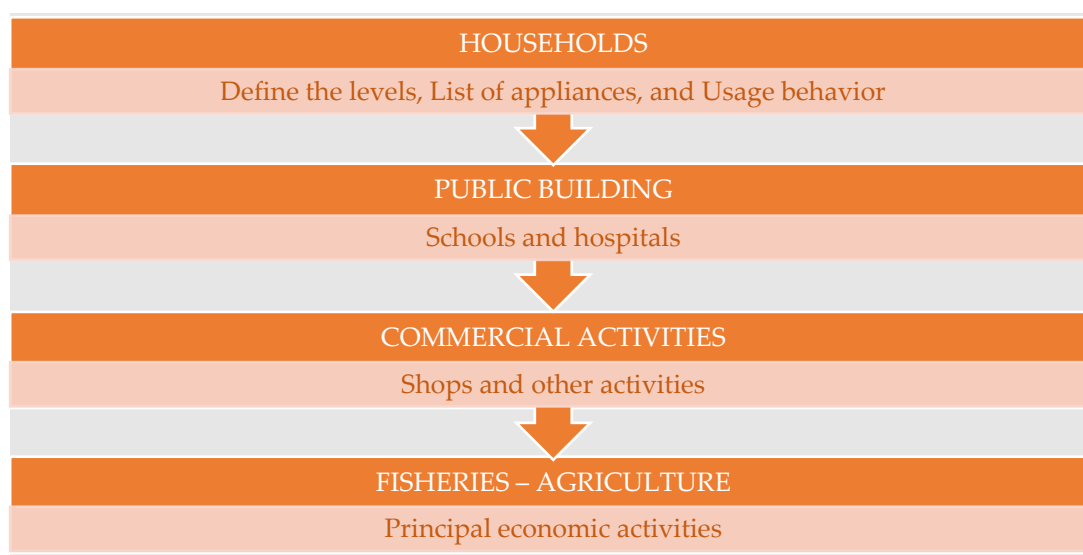 HOUSEHOLDS
Define the levels, List of appliances, and Usage behavior
PUBLIC BUILDING
Schools and hospitals
COMMERCIAL ACTIVITIES
Shops and other activities
FISHERIES – AGRICULTURE
Principal economic activities